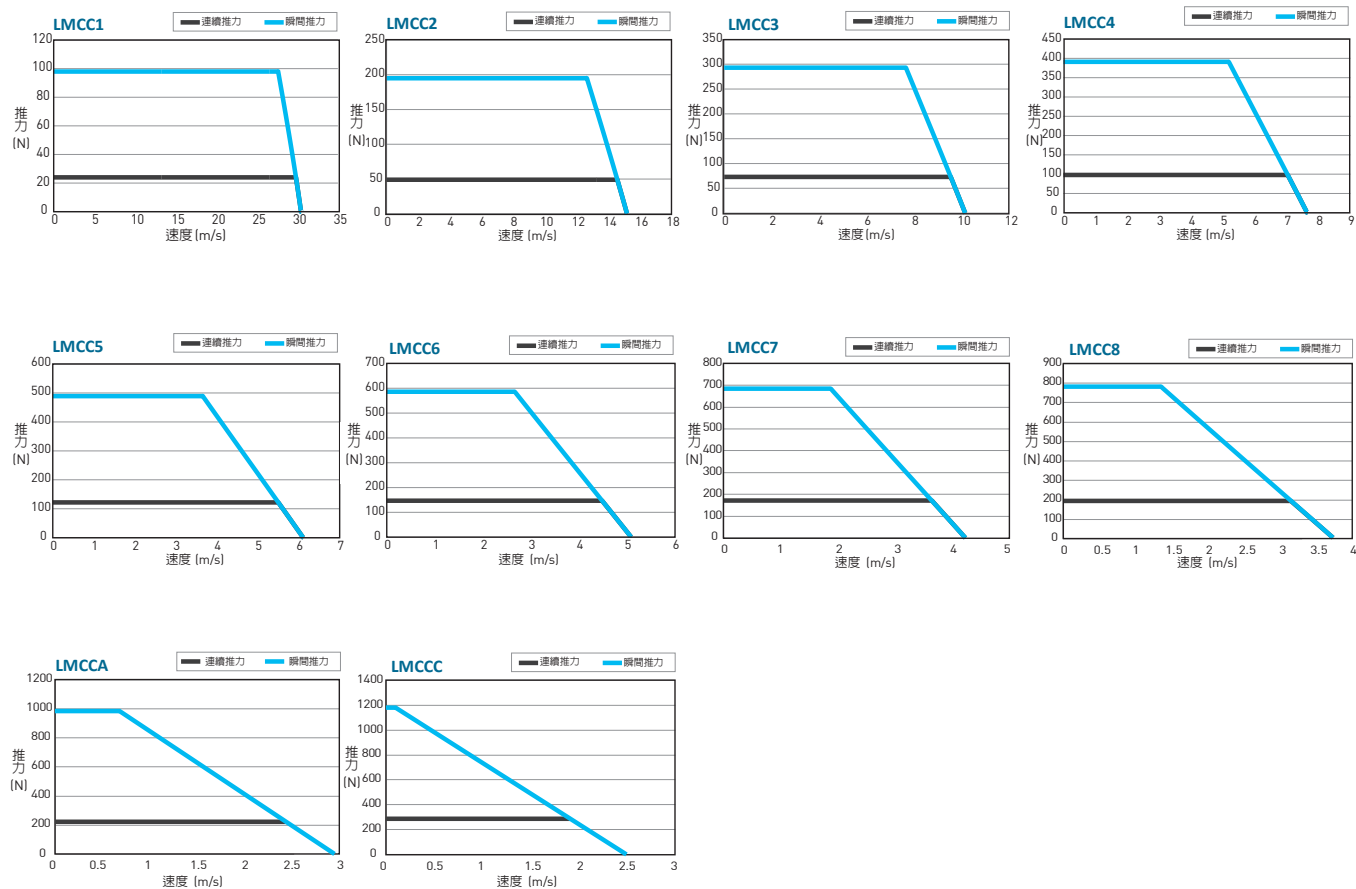 LMCC1
連續推力 瞬間推力
120
100
80
60
40
20
0
推力
(N)
0 5 10 15 20 25 30 35
速度 (m/s)
LMCC2
連續推力 瞬間推力
250
200
150
100
50
0
推力
(N)
0 2 4 6 8 10 12 14 16 18
速度 (m/s)
LMCC3
連續推力 瞬間推力
350
300
250
200
150
100
50
0
推力
(N)
0 2 4 6 8 10 12
速度 (m/s)
LMCC4
連續推力 瞬間推力
450
400
350
300
250
200
150
100
50
0
推力
(N)
0 1 2 3 4 5 6 7 8 9
速度 (m/s)
LMCC5
連續推力 瞬間推力
600
500
400
300
200
100
0
推力
(N)
0 1 2 3 4 5 6 7
速度 (m/s)
LMCC6
連續推力 瞬間推力
700
600
500
400
300
200
100
0
推力
(N)
0 1 2 3 4 5 6
速度 (m/s)
LMCC7
連續推力 瞬間推力
800
700
600
500
400
300
200
100
0
推力
(N)
0 1 2 3 4 5
速度 (m/s)
LMCC8
連續推力 瞬間推力
900
800
700
600
500
400
300
200
100
0
推力
(N)
0 0.5 1 1.5 2 2.5 3 3.5 4
速度 (m/s)
LMCCA
連續推力 瞬間推力
1200
1000
800
600
400
200
0
推力
(N)
0 0.5 1 1.5 2 2.5 3
速度 (m/s)
LMCCC
連續推力 瞬間推力
1400
1200
1000
800
600
400
200
0
推力
(N)
0 0.5 1 1.5 2 2.5 3
速度 (m/s)